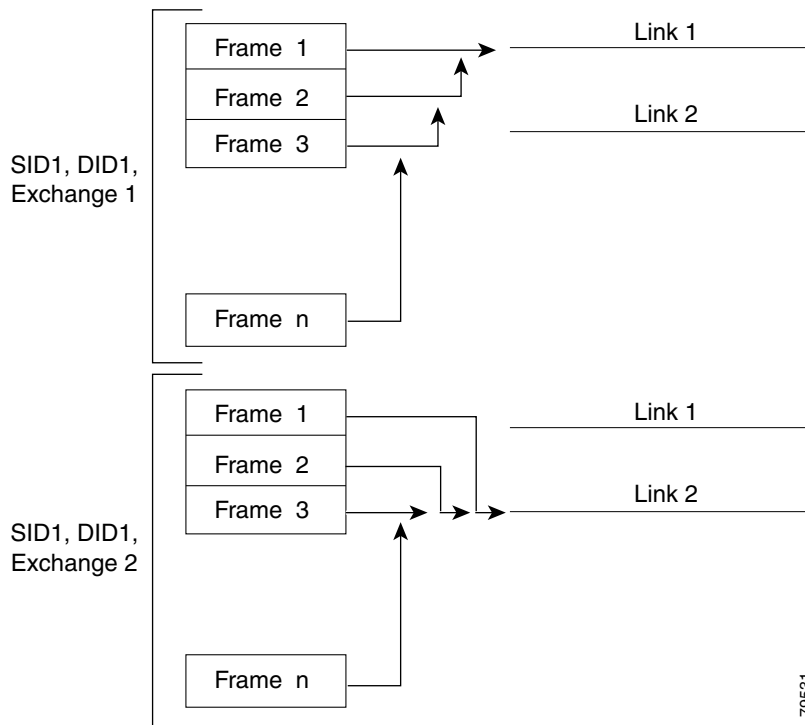 Frame 1
Link 1
Frame 2
Link 2
Frame 3
SID1, DID1,
Exchange 1
Frame n
Frame 1
Link 1
Frame 2
Link 2
Frame 3
SID1, DID1,
Exchange 2
Frame n
79531